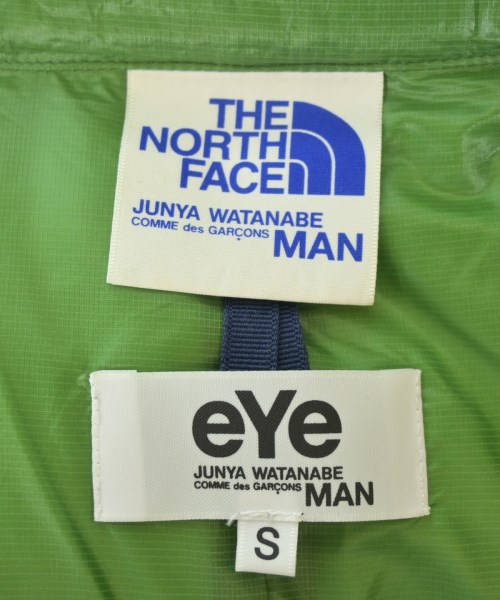 THE
NORTH
FACE
JUNYA WATANABE
COMME des GARÇONS MAN
eYe
JUNYA WATANABE
COMME des GARÇONS MAN
S